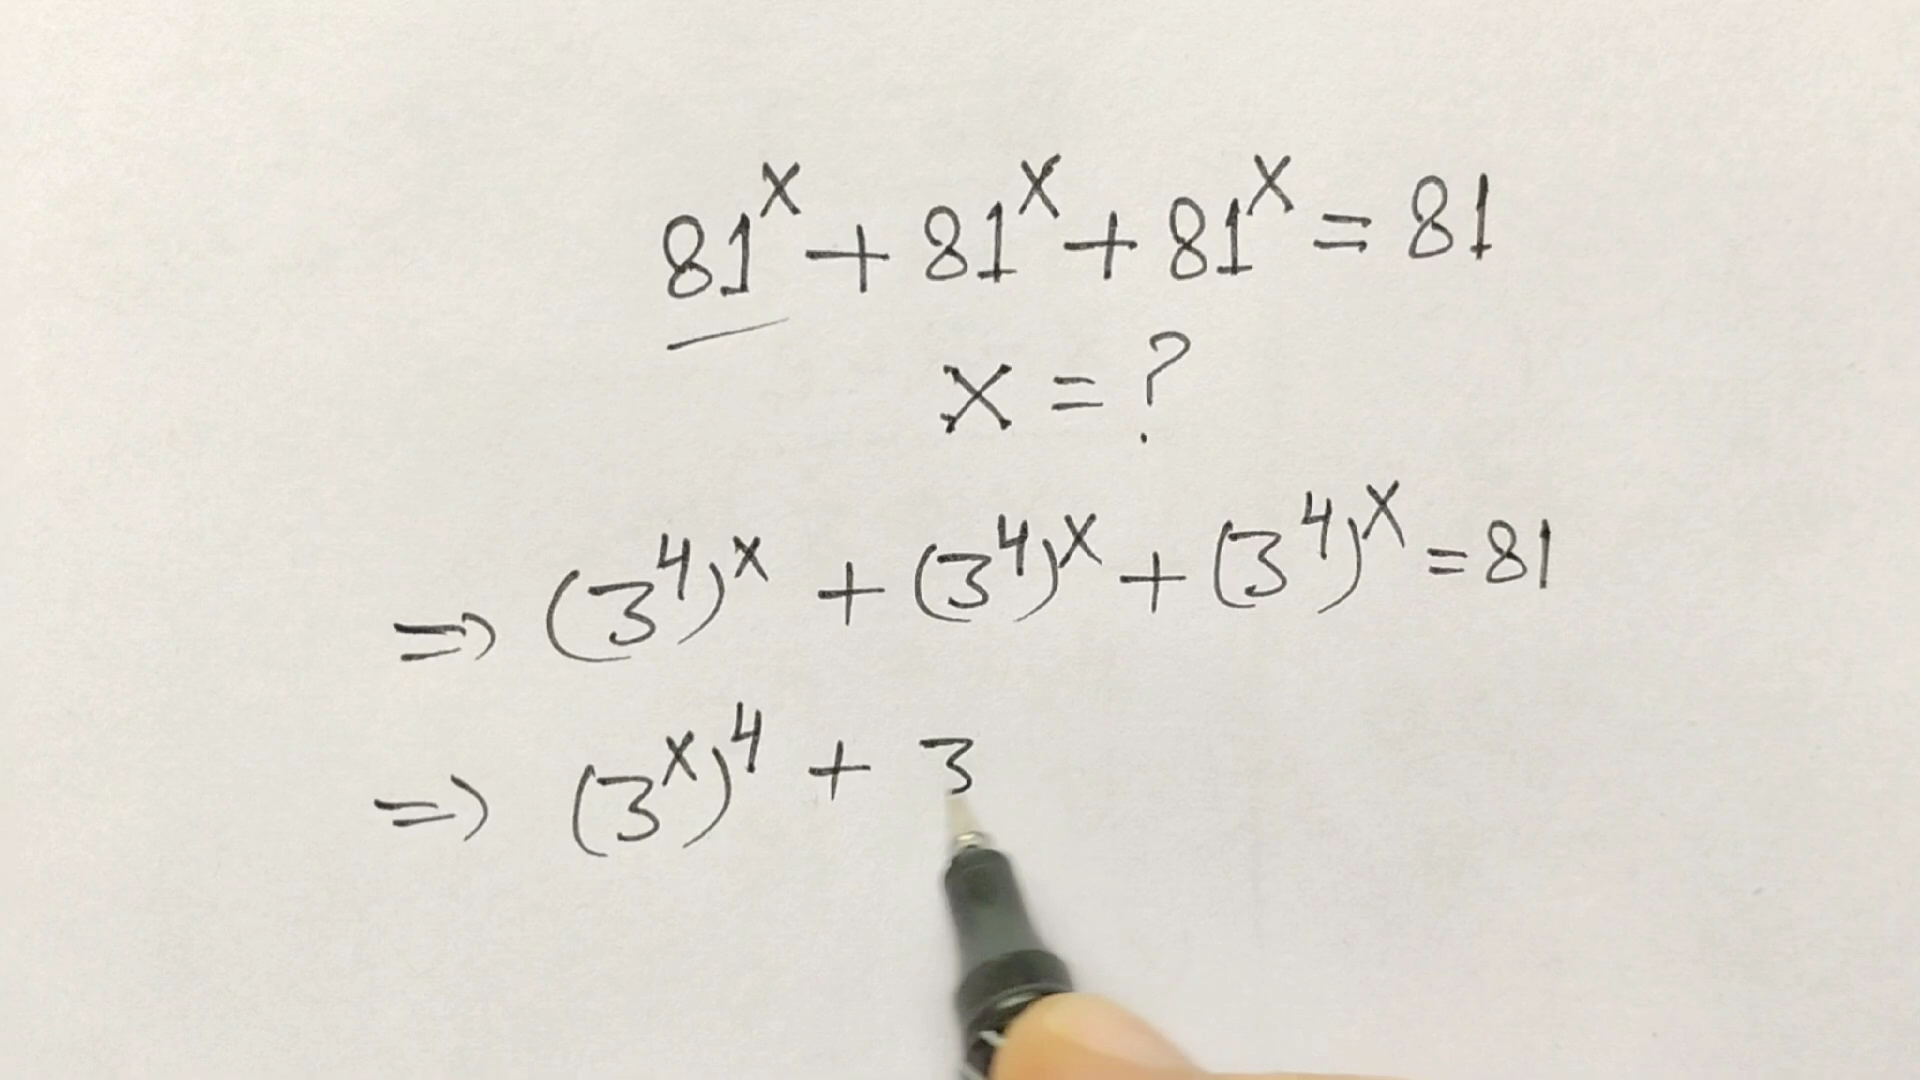 81^x + 81^x + 81^x = 81
x = ?
⇒ (3^4)^x + (3^4)^x + (3^4)^x = 81
⇒ (3^x)^4 + 3